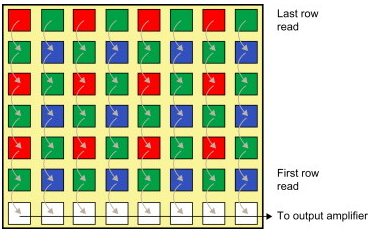 Last row
read
First row
read
To output amplifier